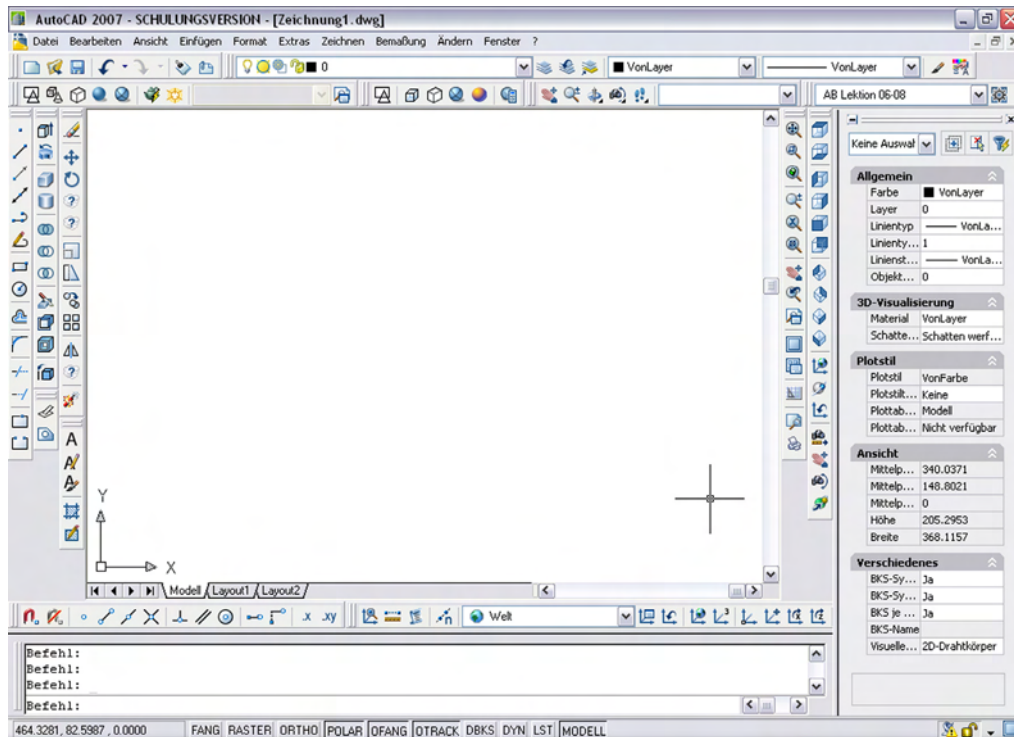 AutoCAD 2007 - SCHULUNGSVERSION - [Zeichnung1.dwg]
Datei Bearbeiten Ansicht Einfügen Format Extras Zeichnen Bemaßung Ändern Fenster ?
0 VonLayer VonLayer
AB Lektion 06-08
Keine Auswahl
Allgemein
Farbe VonLayer
Layer 0
Linientyp VonLa...
Linienty... 1
Linienst... VonLa...
Objekt... 0
3D-Visualisierung
Material VonLayer
Schatte... Schatten werf...
Plotstil
Plotstil VonFarbe
Plotstilt... Keine
Plottab... Modell
Plottab... Nicht verfügbar
Ansicht
Mittelp... 340.0371
Mittelp... 148.8021
Mittelp... 0
Höhe 205.2953
Breite 368.1157
Verschiedenes
BKS-Sy... Ja
BKS-Sy... Ja
BKS je ... Ja
BKS-Name
Visuelle... 2D-Drahtkörper
Y
X
Modell Layout1 Layout2
x .xy Welt
Befehl:
Befehl:
Befehl:
Befehl:
464.3281, 82.5987 , 0.0000 FANG RASTER ORTHO POLAR OFANG OTRACK DBKS DYN LST MODELL